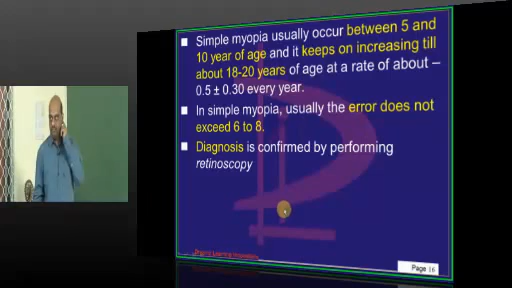 Simple myopia usually occur between 5 and
10 year of age and it keeps on increasing till
about 18-20 years of age at a rate of about –
0.5 ± 0.30 every year.
In simple myopia, usually the error does not
exceed 6 to 8.
Diagnosis is confirmed by performing
retinoscopy
Page 16